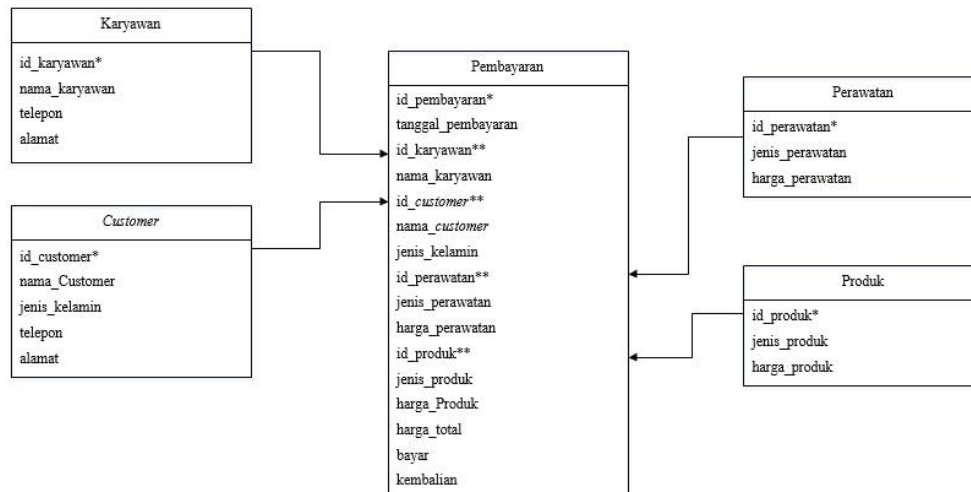 Karyawan
id_karyawan*
nama_karyawan
telepon
alamat
Customer
id_customer*
nama_Customer
jenis_kelamin
telepon
alamat
Pembayaran
id_pembayaran*
tanggal_pembayaran
id_karyawan**
nama_karyawan
id_customer**
nama_customer
jenis_kelamin
id_perawatan**
jenis_perawatan
harga_perawatan
id_produk**
jenis_produk
harga_Produk
harga_total
bayar
kembalian
Perawatan
id_perawatan*
jenis_perawatan
harga_perawatan
Produk
id_produk*
jenis_produk
harga_produk